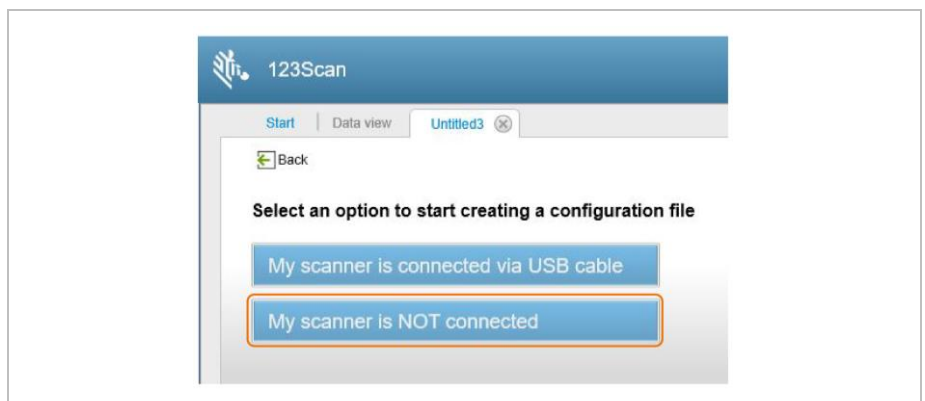 123Scan
Start | Data view Untitled3
Back
Select an option to start creating a configuration file
My scanner is connected via USB cable
My scanner is NOT connected